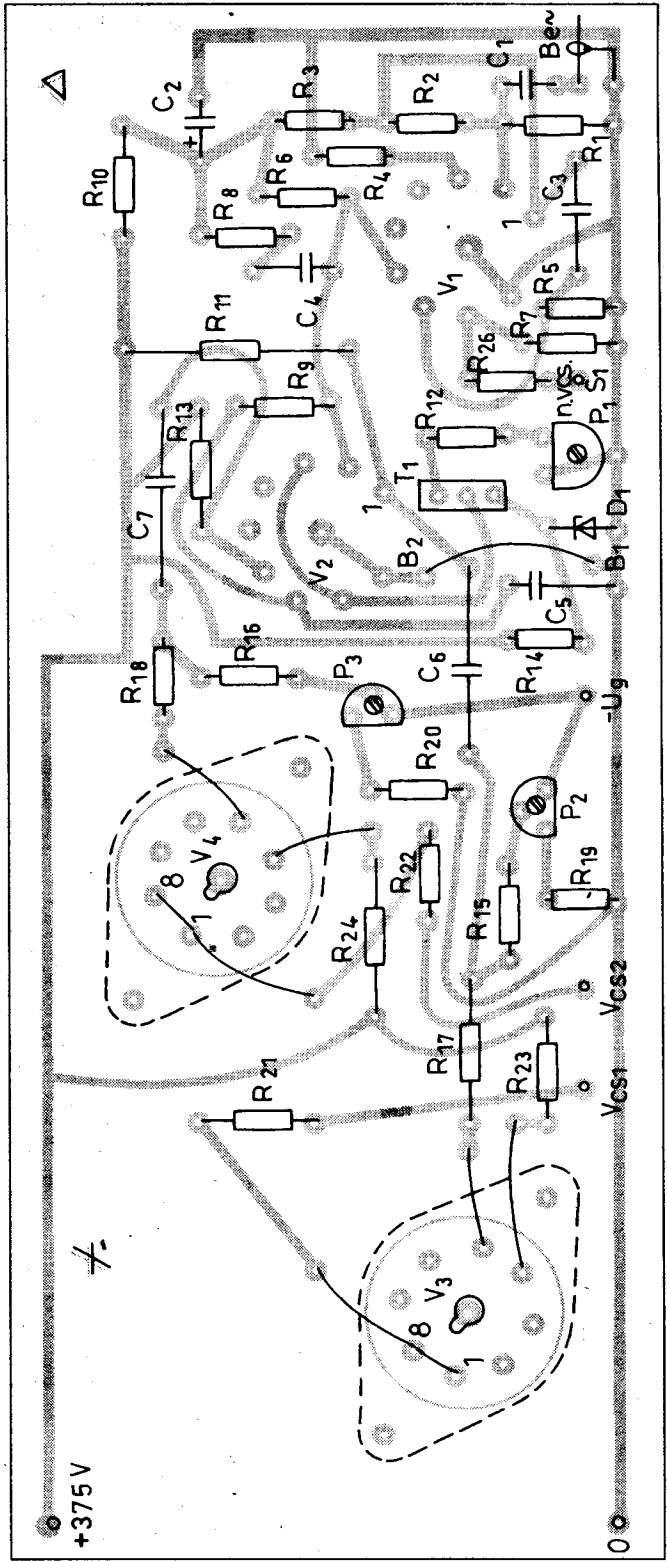 C1
Be~
C2
R3
R2
+
R10
R6
R4
R1
R8
C3
1
C4
V1
R11
R5
R7
R26
R9
n.vcs.
S1
R13
R12
P1
T1
C7
1
D1
V2
B2
B1
C5
R16
R18
P3
C6
R14
-Ug
R20
V4
8
1
P2
R22
R24
R15
R19
VCS2
R17
R21
R23
VCS1
V3
8
1
+375V
0